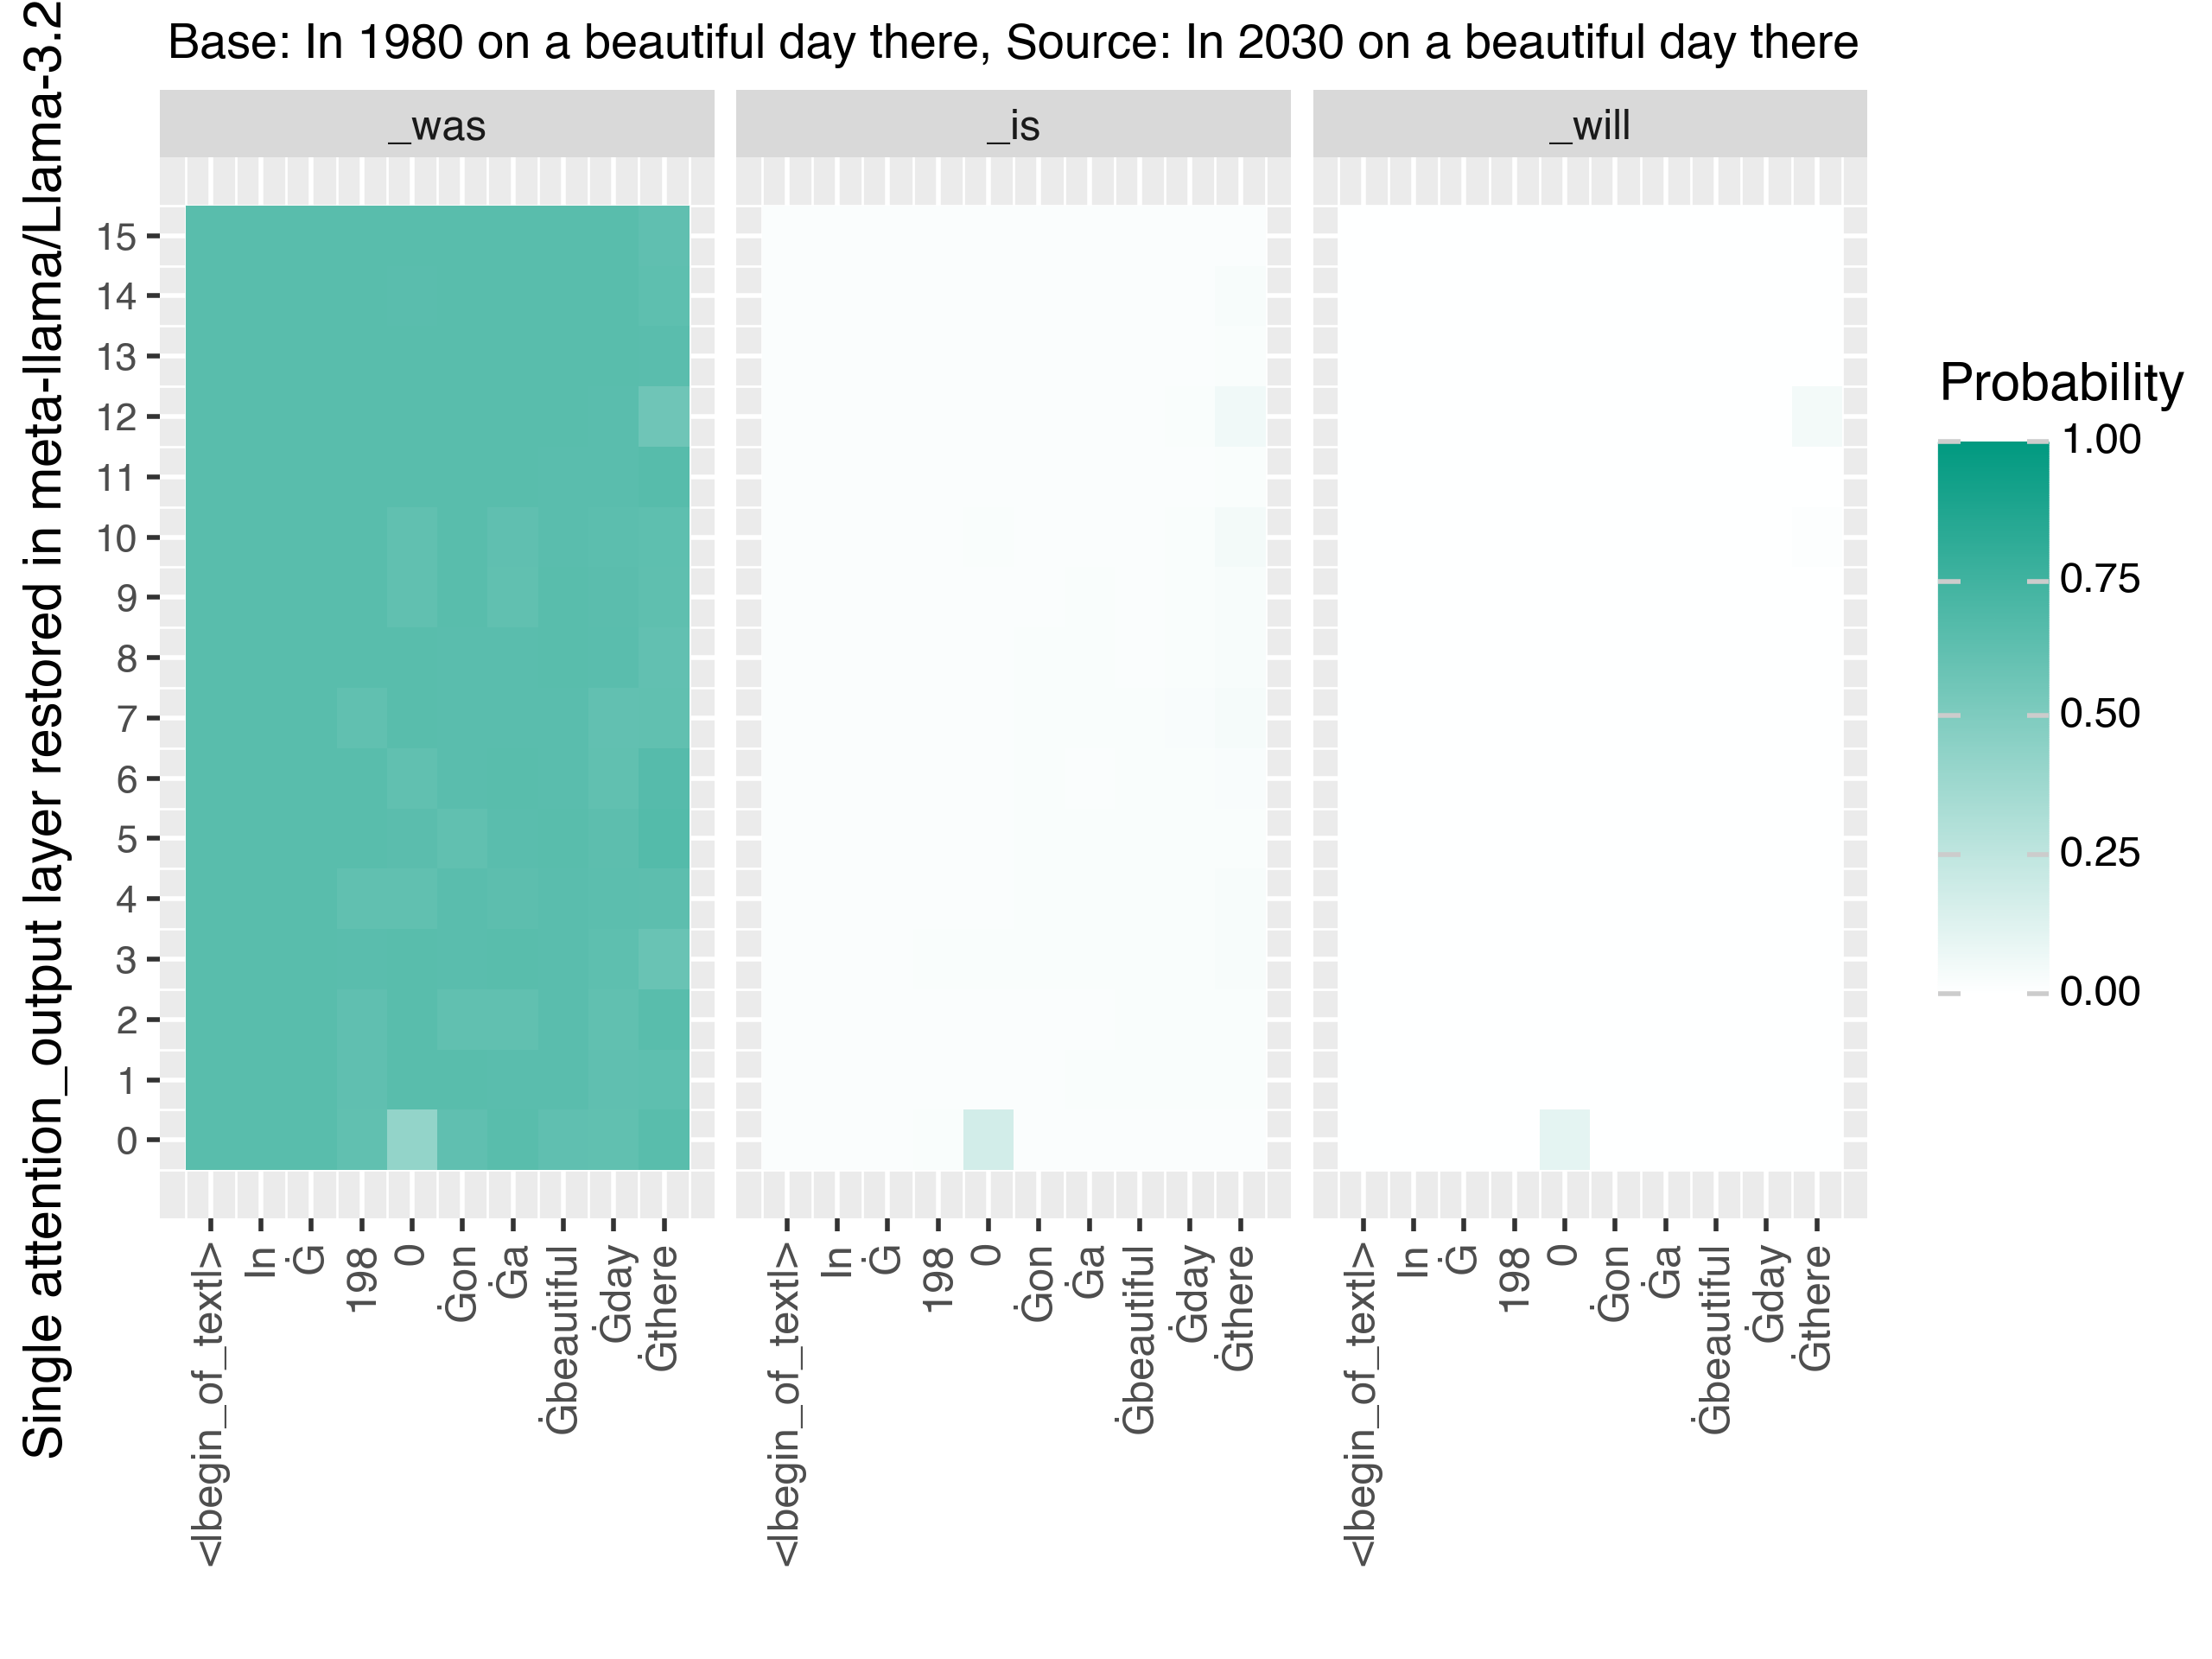 Base: In 1980 on a beautiful day there, Source: In 2030 on a beautiful day there
Single attention_output layer restored in meta-llama/Llama-3.2
_was
_is
_will
15
14
13
12
11
10
9
8
7
6
5
4
3
2
1
0
<|begin_of_text|>
In
Ġ
198
0
Ġon
Ġa
Ġbeautiful
Ġday
Ġthere
<|begin_of_text|>
In
Ġ
198
0
Ġon
Ġa
Ġbeautiful
Ġday
Ġthere
<|begin_of_text|>
In
Ġ
198
0
Ġon
Ġa
Ġbeautiful
Ġday
Ġthere
Probability
1.00
0.75
0.50
0.25
0.00